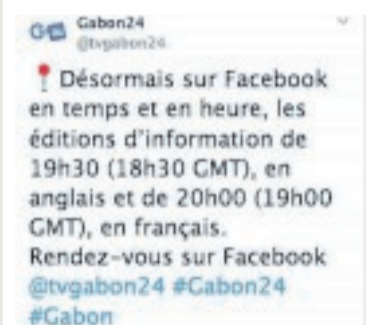 Gabon24
@tvgabon24
Désormais sur Facebook
en temps et en heure, les
éditions d'information de
19h30 (18h30 GMT), en
anglais et de 20h00 (19h00
GMT), en français.
Rendez-vous sur Facebook
@tvgabon24 #Gabon24
#Gabon